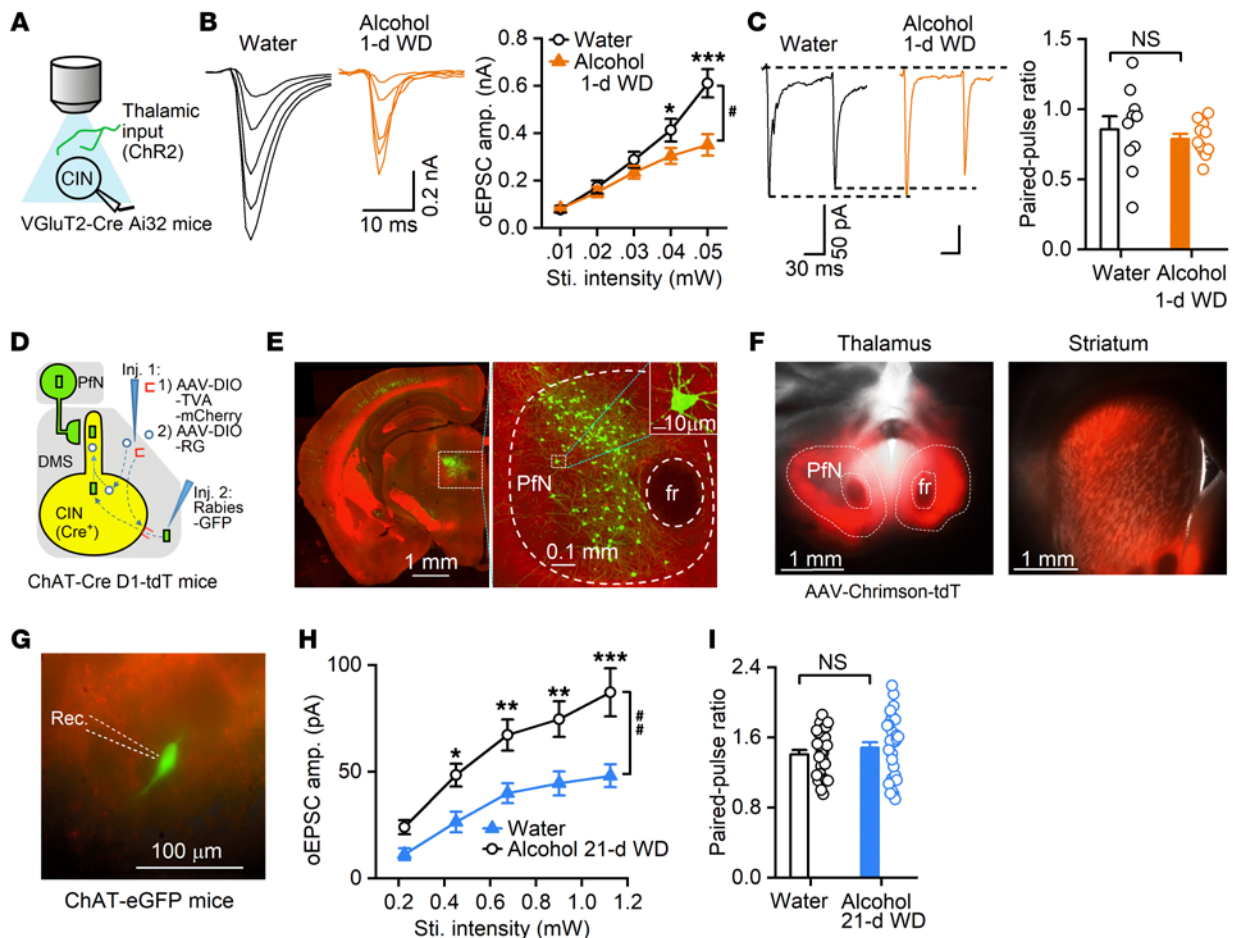 A
Thalamic
input
(ChR2)
CIN
VGluT2-Cre Ai32 mice
B
Water
Alcohol
1-d WD
0.2 nA
10 ms
oEPSC amp. (nA)
0.8
0.6
0.4
0.2
0.0
Water
Alcohol
1-d WD
*
***
#
.01 .02 .03 .04 .05
Sti. intensity (mW)
C
Water
Alcohol
1-d WD
50 pA
30 ms
Paired-pulse ratio
1.5
1.0
0.5
0.0
NS
Water Alcohol
1-d WD
D
PfN
Inj. 1:
1) AAV-DIO
-TVA
-mCherry
2) AAV-DIO
-RG
DMS
CIN
(Cre+)
Inj. 2:
Rabies
-GFP
ChAT-Cre D1-tdT mice
E
1 mm
PfN
fr
10μm
0.1 mm
F
Thalamus
Striatum
PfN
fr
1 mm
1 mm
AAV-Chrimson-tdT
G
Rec.
100 μm
ChAT-eGFP mice
H
oEPSC amp. (pA)
100
50
0
*
**
**
***
##
Water
Alcohol 21-d WD
0.2 0.4 0.6 0.8 1.0 1.2
Sti. intensity (mW)
I
Paired-pulse ratio
2.4
1.6
0.8
0.0
NS
Water Alcohol
21-d WD